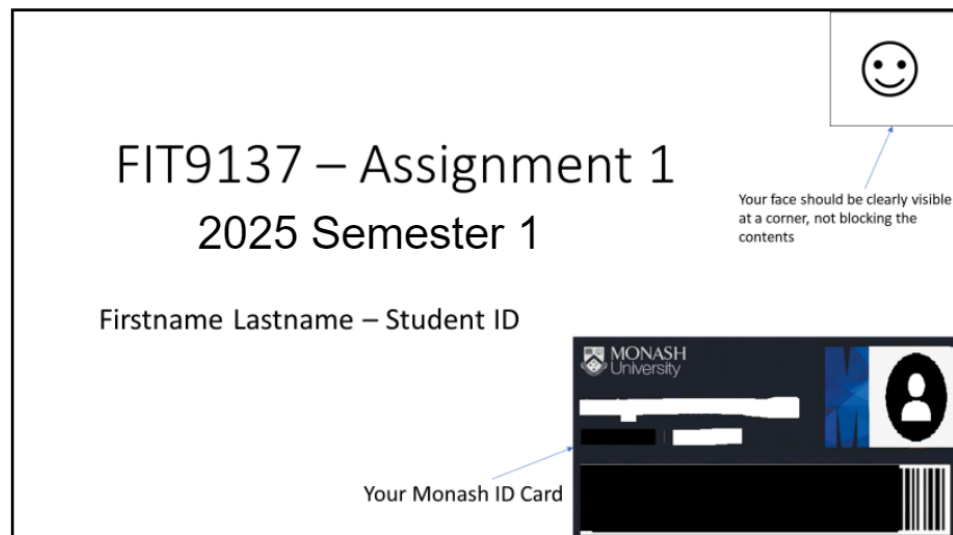 FIT9137 – Assignment 1
2025 Semester 1
Your face should be clearly visible
at a corner, not blocking the
contents
Firstname Lastname – Student ID
MONASH
University
Your Monash ID Card